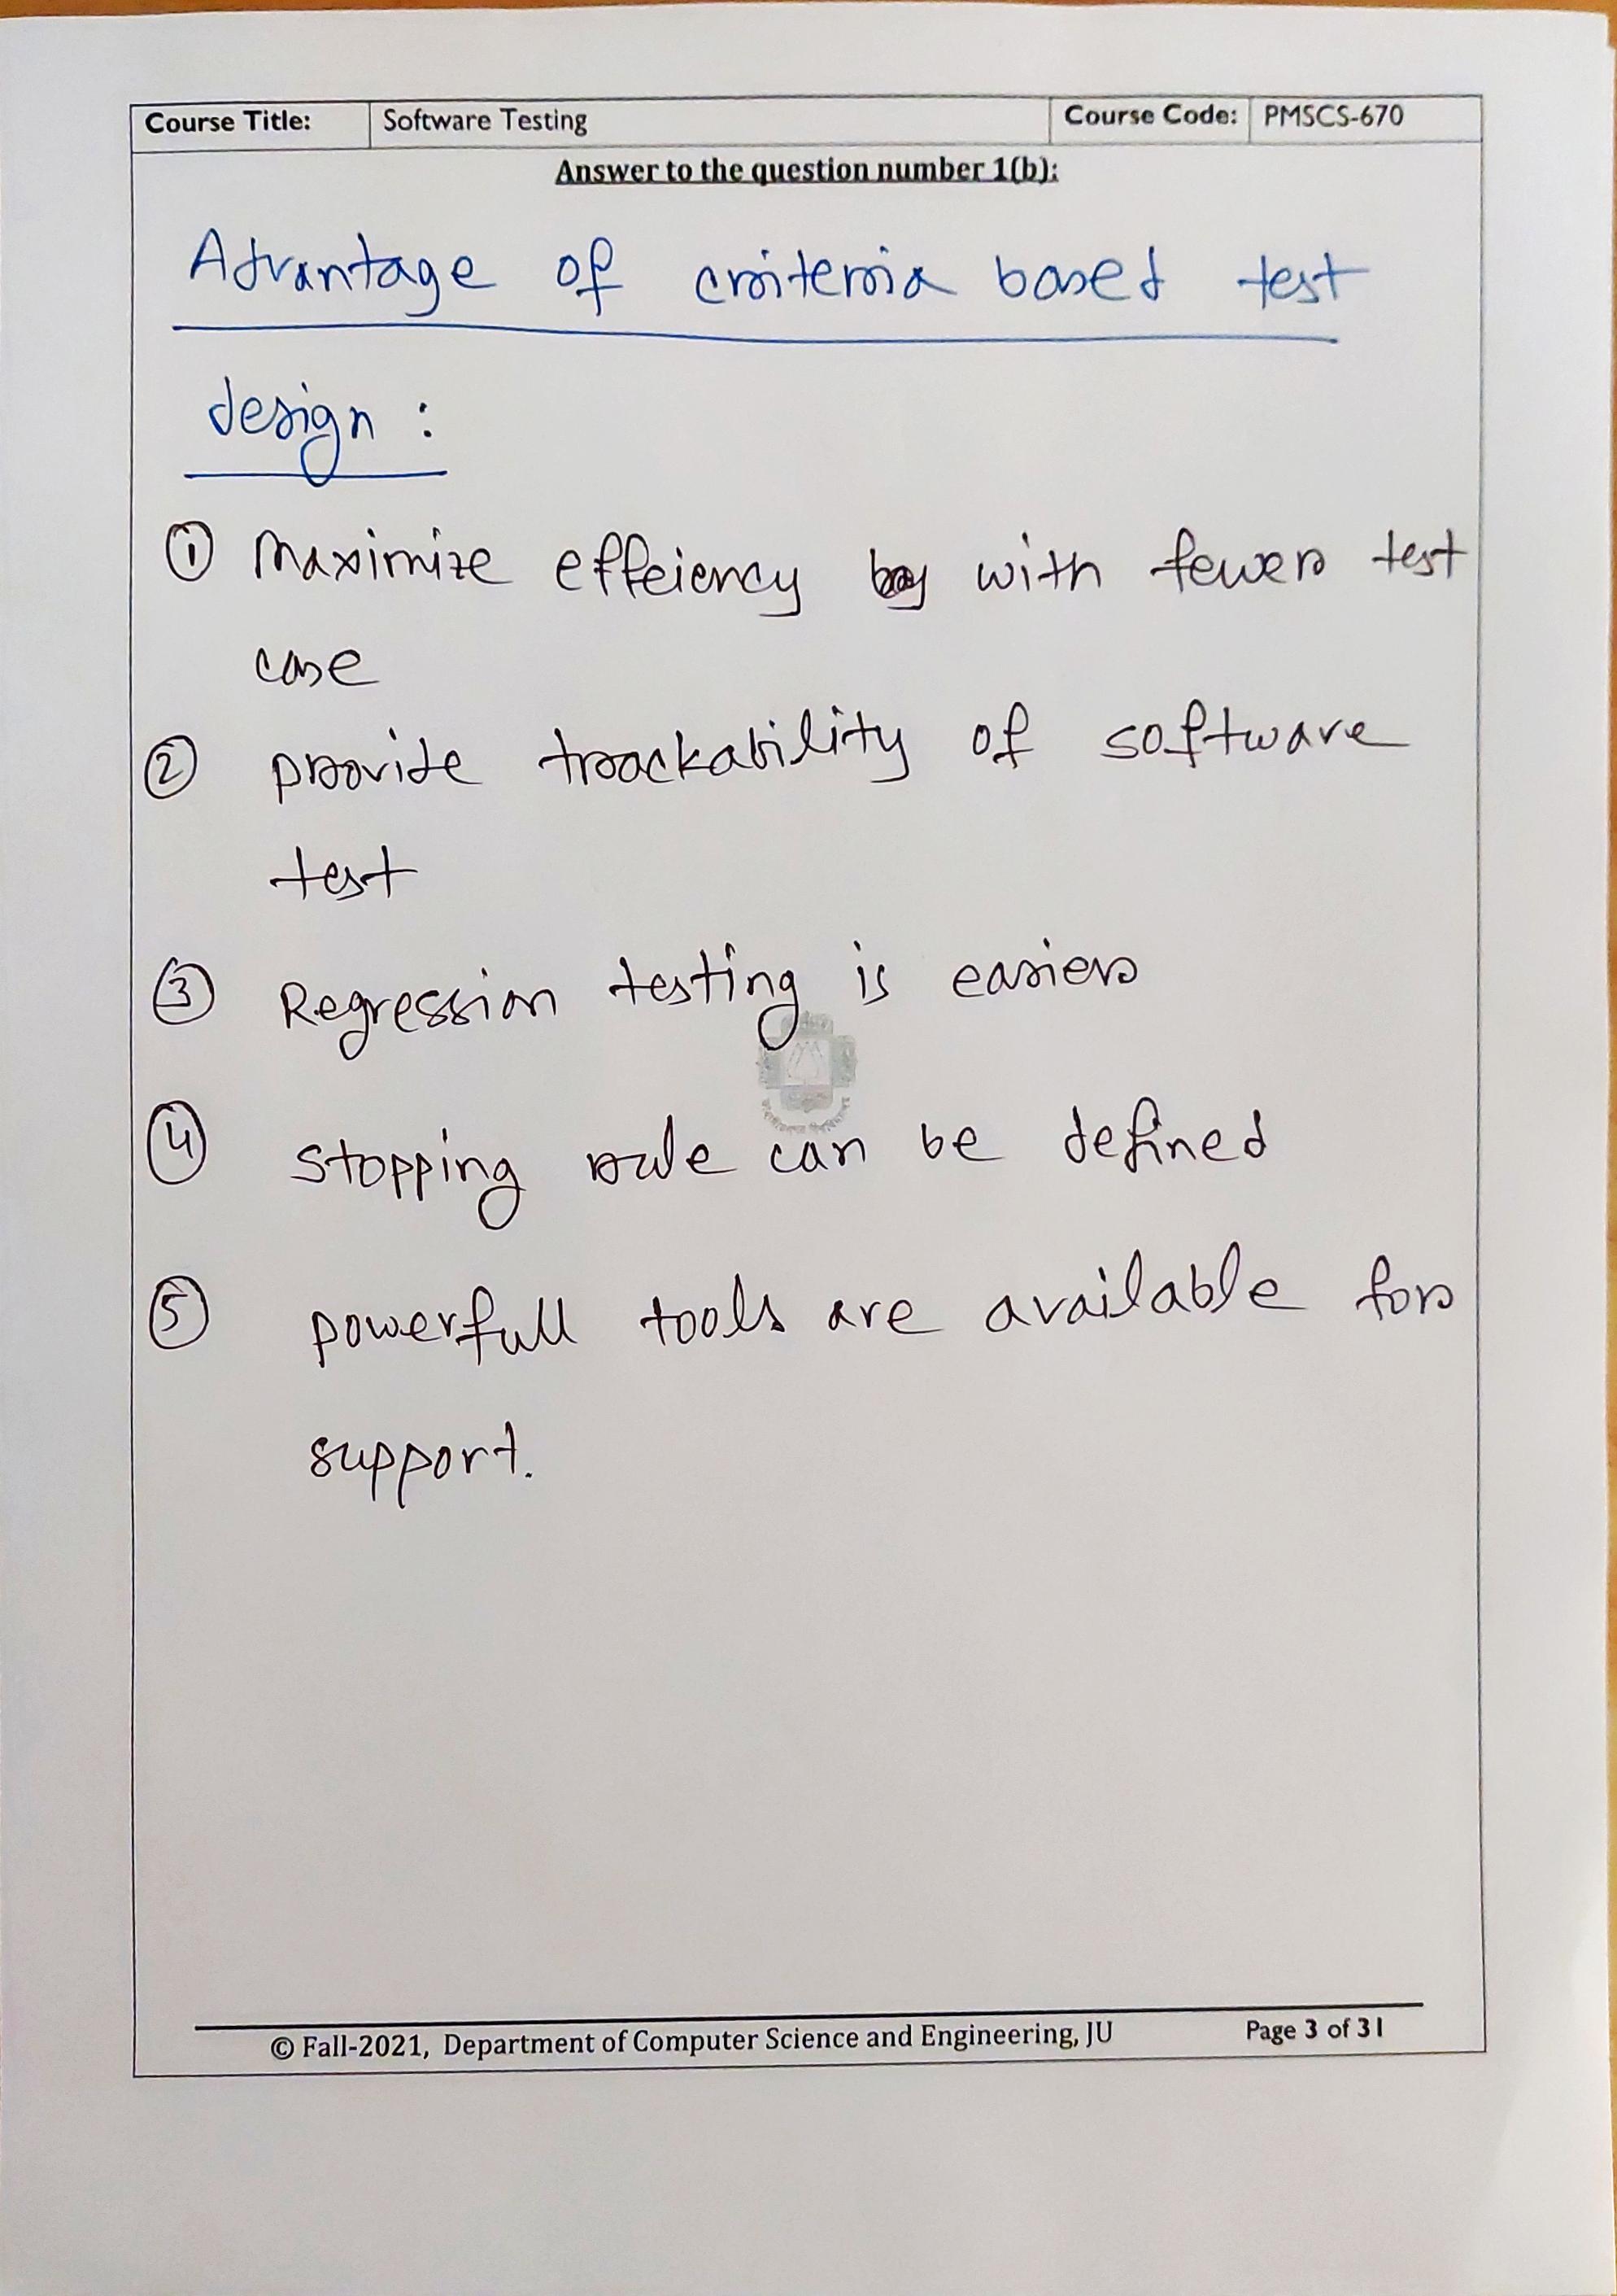 Course Title: Software Testing Course Code: PMSCS-670
Answer to the question number 1(b):
Advantage of criteria based test
design :
① Maximize effeiency with fewer test
case
② provide trackability of software
test
③ Regression testing is easier
④ stopping rule can be defined
⑤ powerfull tools are available for
support.
© Fall-2021, Department of Computer Science and Engineering, JU Page 3 of 31